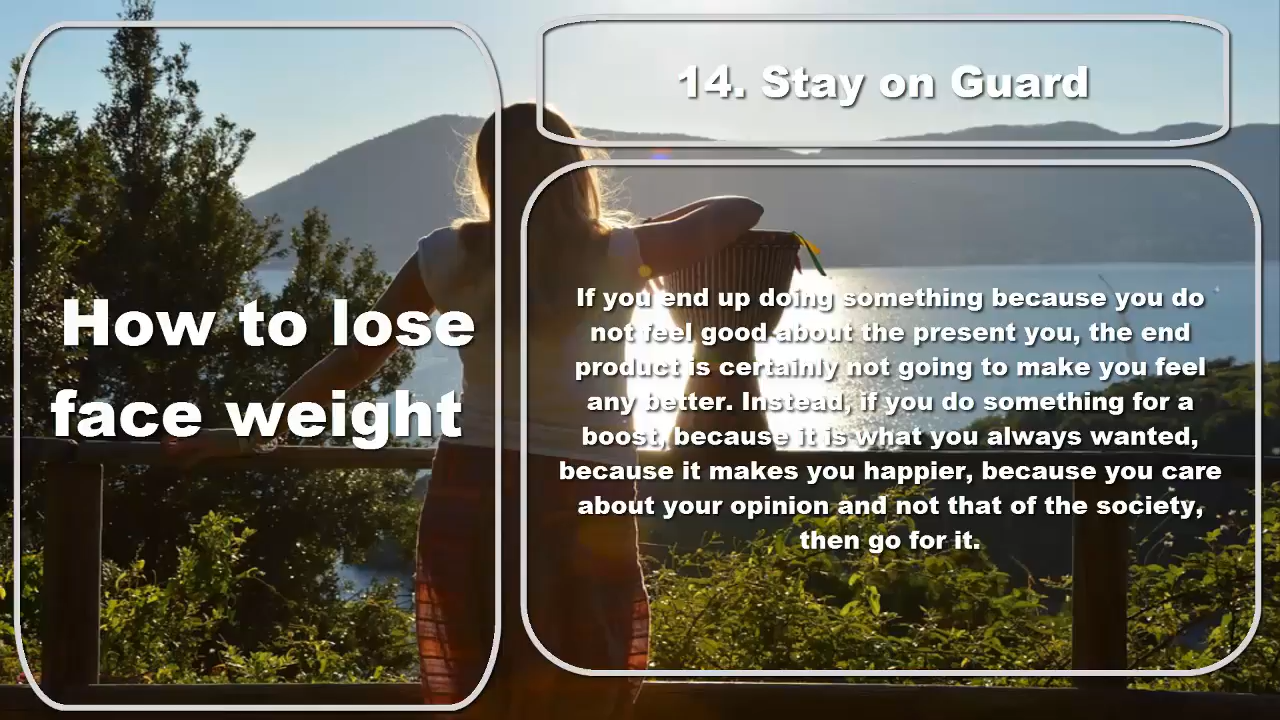 How to lose
face weight
14. Stay on Guard
If you end up doing something because you do
not feel good about the present you, the end
product is certainly not going to make you feel
any better. Instead, if you do something for a
boost, because it is what you always wanted,
because it makes you happier, because you care
about your opinion and not that of the society,
then go for it.